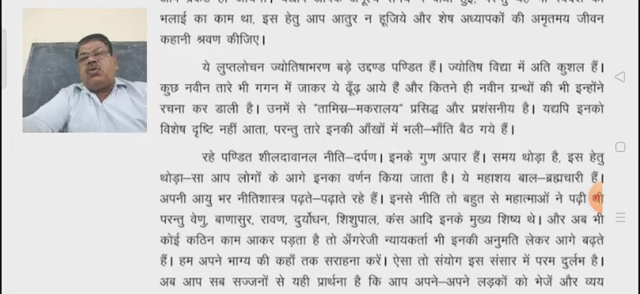 भलाई का काम था, इस हेतु आप आतुर न हूजिये और शेष अध्यापकों की अमृतमय जीवन
कहानी श्रवण कीजिए।
ये लुप्तलोचन ज्योतिषाभरण बड़े उद्दण्ड पण्डित हैं। ज्योतिष विद्या में अति कुशल हैं।
कुछ नवीन तारे भी गगन में जाकर ये ढूँढ़ आये हैं और कितने ही नवीन ग्रन्थों की भी इन्होंने
रचना कर डाली है। उनमें से "तामिस्र-मकरालय" प्रसिद्ध और प्रशंसनीय है। यद्यपि इनको
विशेष दृष्टि नहीं आता, परन्तु तारे इनकी आँखों में भली-भाँति बैठ गये हैं।
रहे पण्डित शीलदावानल नीति-दर्पण। इनके गुण अपार हैं। समय थोड़ा है, इस हेतु
थोड़ा-सा आप लोगों के आगे इनका वर्णन किया जाता है। ये महाशय बाल-ब्रह्मचारी हैं।
अपनी आयु भर नीतिशास्त्र पढ़ते-पढ़ाते रहे हैं। इनसे नीति तो बहुत से महात्माओं ने पढ़ी थी
परन्तु वेणु, बाणासुर, रावण, दुर्योधन, शिशुपाल, कंस आदि इनके मुख्य शिष्य थे। और अब भी
कोई कठिन काम आकर पड़ता है तो अँगरेजी न्यायकर्ता भी इनकी अनुमति लेकर आगे बढ़ते
हैं। हम अपने भाग्य की कहाँ तक सराहना करें। ऐसा तो संयोग इस संसार में परम दुर्लभ है।
अब आप सब सज्जनों से यही प्रार्थना है कि आप अपने-अपने लड़कों को भेजें और व्यय